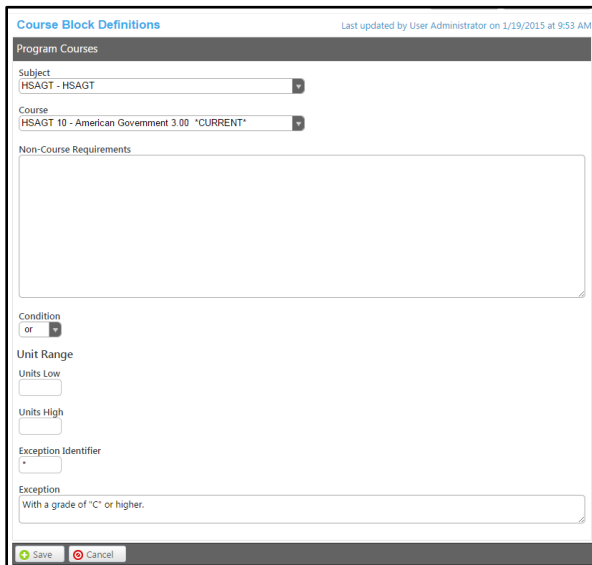 Course Block Definitions
Last updated by User Administrator on 1/19/2015 at 9:53 AM
Program Courses
Subject
HSAGT - HSAGT
Course
HSAGT 10 - American Government 3.00 *CURRENT*
Non-Course Requirements
Condition
or
Unit Range
Units Low
Units High
Exception Identifier
*
Exception
With a grade of "C" or higher.
Save
Cancel